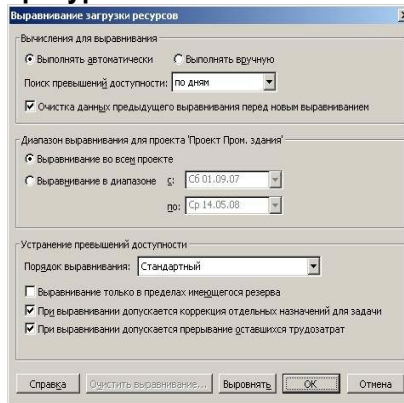 Выравнивание загрузки ресурсов
Вычисления для выравнивания
Выполнять автоматически Выполнять вручную
Поиск превышений доступности: по дням
Очистка данных предыдущего выравнивания перед новым выравниванием
Диапазон выравнивания для проекта 'Проект Пром. здания'
Выравнивание во всем проекте
Выравнивание в диапазоне с: Сб 01.09.07
по: Ср 14.05.08
Устранение превышений доступности
Порядок выравнивания: Стандартный
Выравнивание только в пределах имеющегося резерва
При выравнивании допускается коррекция отдельных назначений для задачи
При выравнивании допускается прерывание оставшихся трудозатрат
Справка Очистить выравнивание... Выровнять ОК Отмена